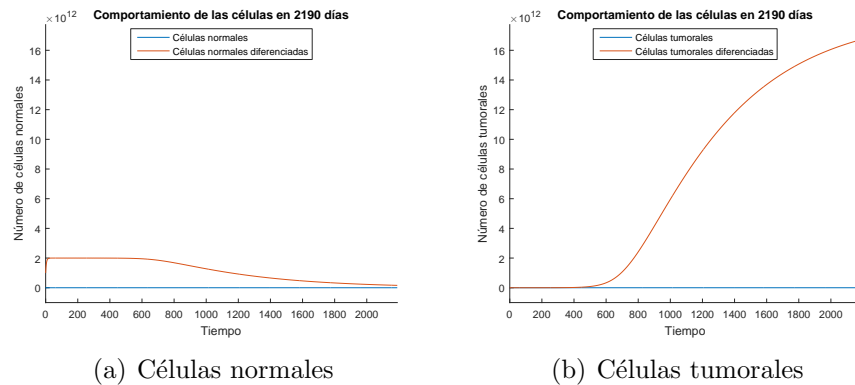 ×10^12
Comportamiento de las células en 2190 días
Células normales
Células normales diferenciadas
Número de células normales
16
14
12
10
8
6
4
2
0
0 200 400 600 800 1000 1200 1400 1600 1800 2000
Tiempo
(a) Células normales
×10^12
Comportamiento de las células en 2190 días
Células tumorales
Células tumorales diferenciadas
Número de células tumorales
16
14
12
10
8
6
4
2
0
0 200 400 600 800 1000 1200 1400 1600 1800 2000
Tiempo
(b) Células tumorales